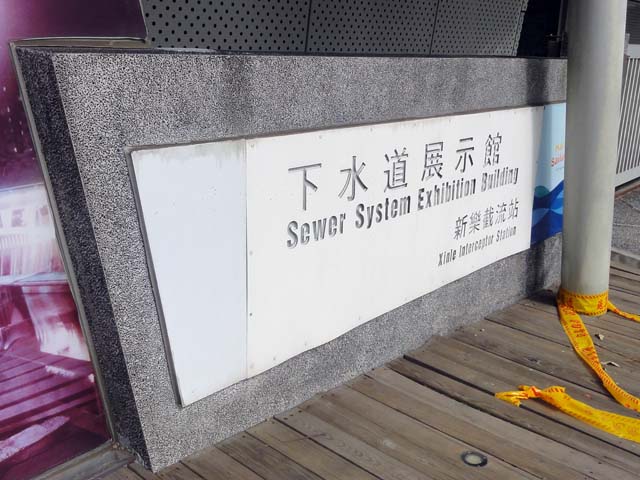 下水道展示館
Sewer System Exhibition Building
新樂截流站
Xinle Interceptor Station